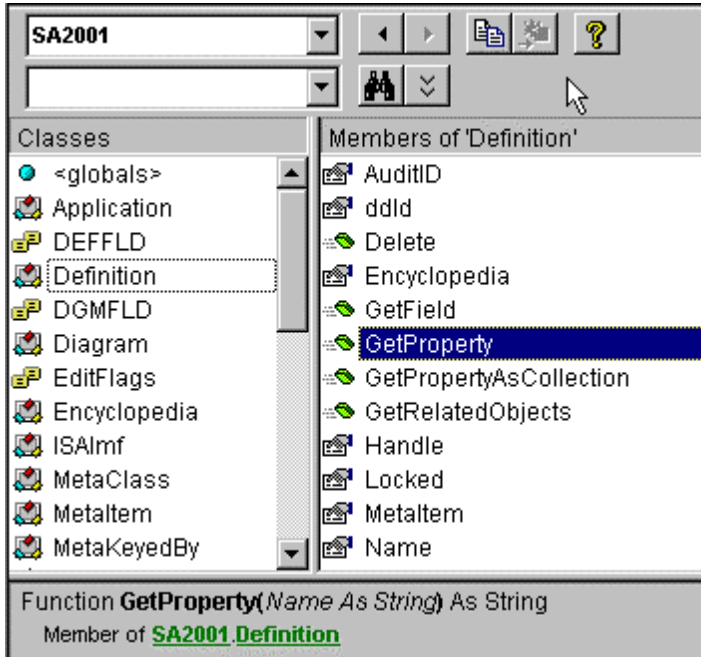 SA2001
Classes
<globals>
Application
DEFFLD
Definition
DGMFLD
Diagram
EditFlags
Encyclopedia
ISAImf
MetaClass
MetaItem
MetaKeyedBy
Members of 'Definition'
AuditID
ddId
Delete
Encyclopedia
GetField
GetProperty
GetPropertyAsCollection
GetRelatedObjects
Handle
Locked
MetaItem
Name
Function GetProperty(Name As String) As String
Member of SA2001.Definition